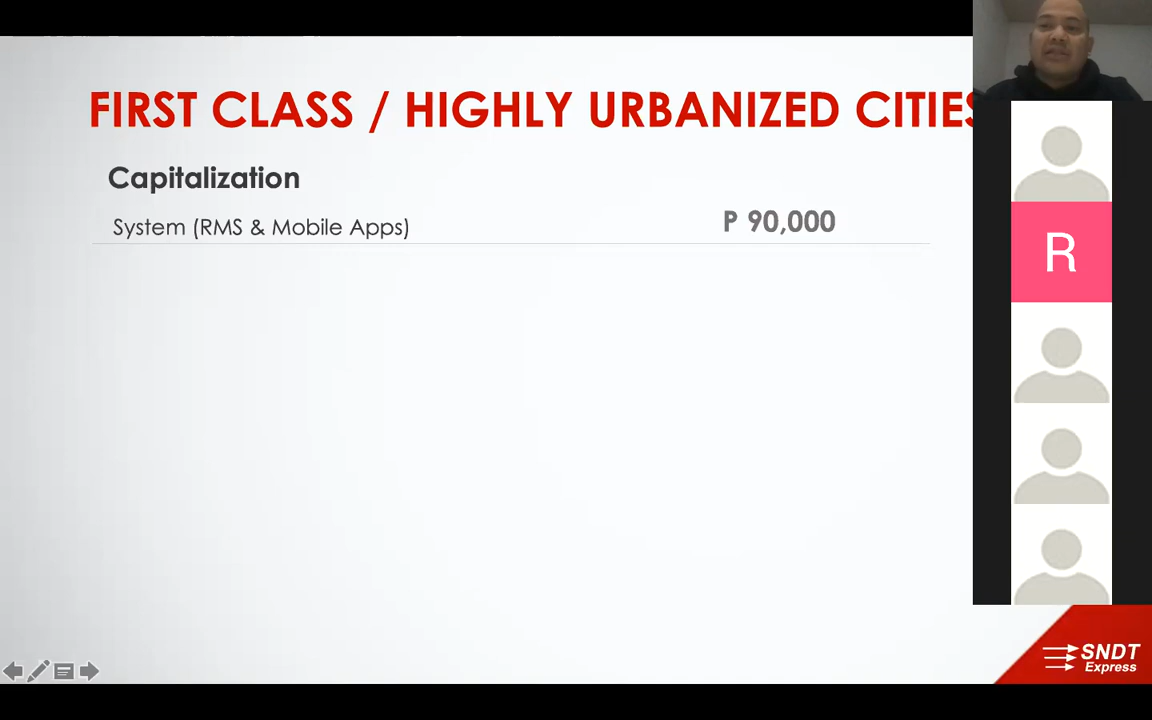 FIRST CLASS / HIGHLY URBANIZED CITIES
Capitalization
System (RMS & Mobile Apps)
P 90,000
R
SNDT
Express